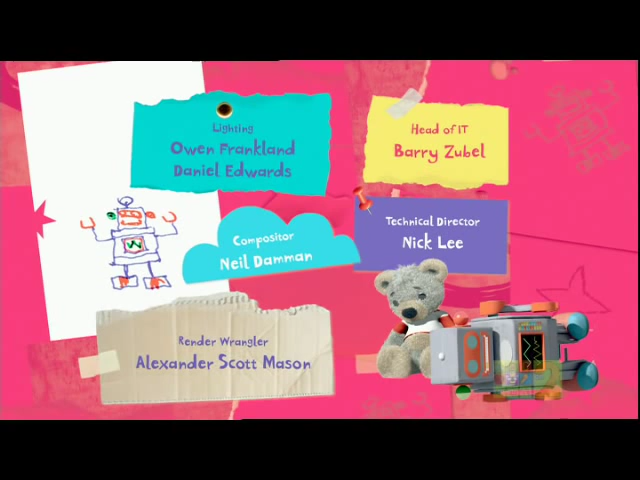 Lighting
Owen Frankland
Daniel Edwards
Head of IT
Barry Zubel
Technical Director
Nick Lee
Compositor
Neil Damman
Render Wrangler
Alexander Scott Mason